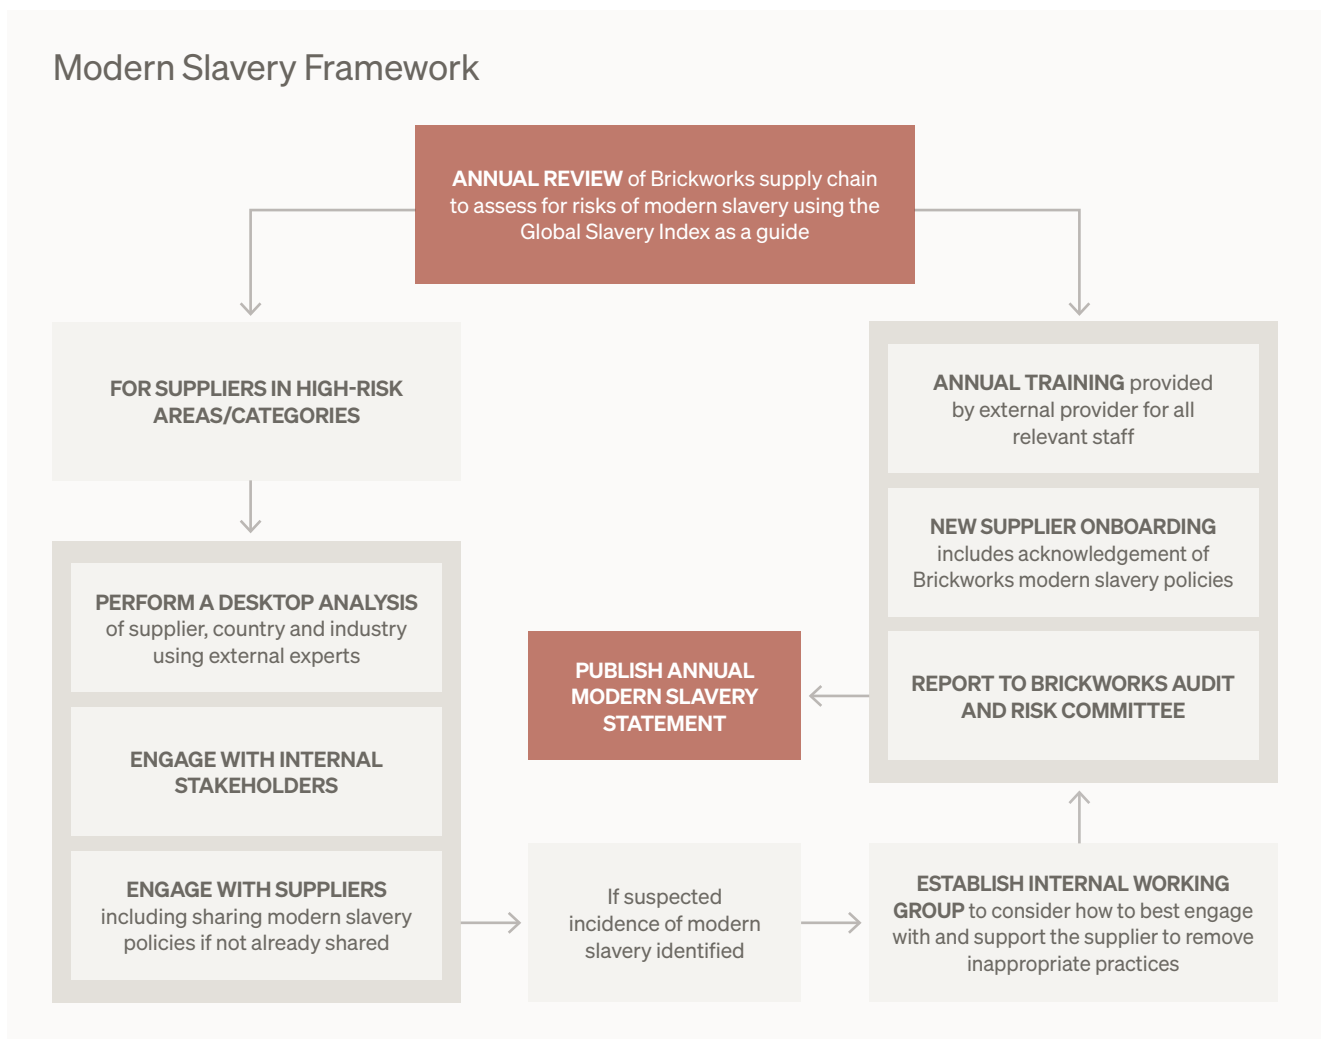 Modern Slavery Framework
ANNUAL REVIEW of Brickworks supply chain
to assess for risks of modern slavery using the
Global Slavery Index as a guide
FOR SUPPLIERS IN HIGH-RISK
AREAS/CATEGORIES
PERFORM A DESKTOP ANALYSIS
of supplier, country and industry
using external experts
ENGAGE WITH INTERNAL
STAKEHOLDERS
ENGAGE WITH SUPPLIERS
including sharing modern slavery
policies if not already shared
If suspected
incidence of modern
slavery identified
ESTABLISH INTERNAL WORKING
GROUP to consider how to best engage
with and support the supplier to remove
inappropriate practices
ANNUAL TRAINING provided
by external provider for all
relevant staff
NEW SUPPLIER ONBOARDING
includes acknowledgement of
Brickworks modern slavery policies
REPORT TO BRICKWORKS AUDIT
AND RISK COMMITTEE
PUBLISH ANNUAL
MODERN SLAVERY
STATEMENT